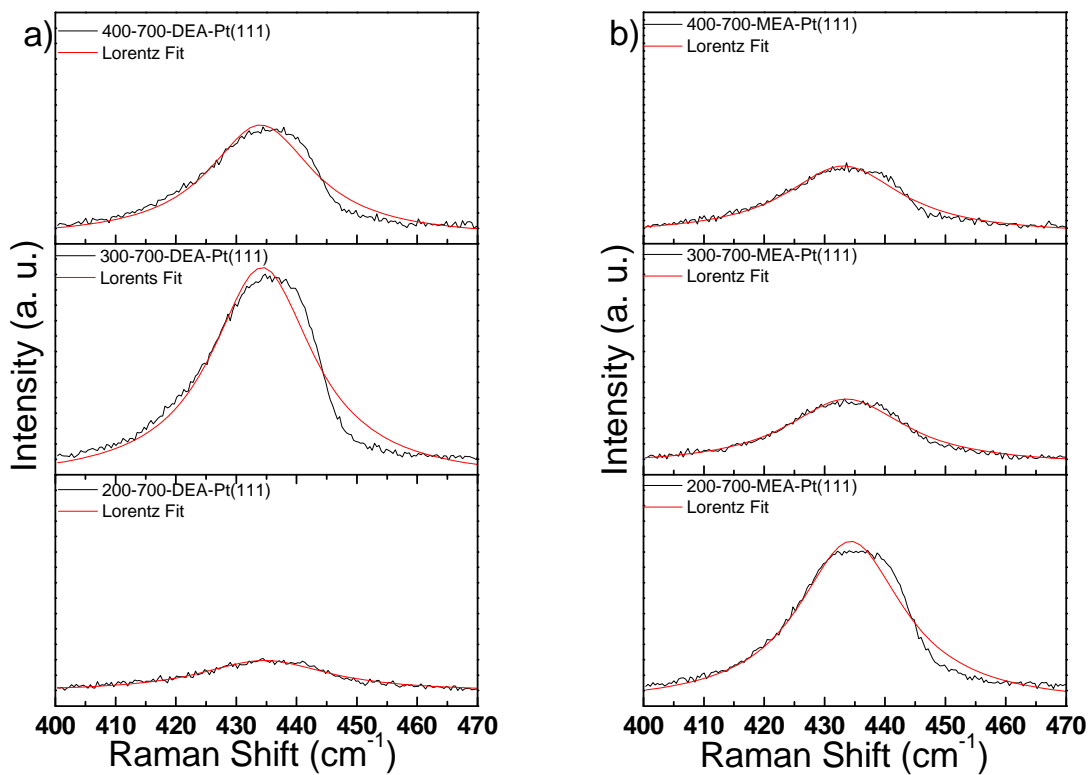 a)
400-700-DEA-Pt(111)
Lorentz Fit
300-700-DEA-Pt(111)
Lorents Fit
200-700-DEA-Pt(111)
Lorentz Fit
Intensity (a. u.)
400 410 420 430 440 450 460 470
Raman Shift (cm⁻¹)
b)
400-700-MEA-Pt(111)
Lorentz Fit
300-700-MEA-Pt(111)
Lorentz Fit
200-700-MEA-Pt(111)
Lorentz Fit
Intensity (a. u.)
400 410 420 430 440 450 460 470
Raman Shift (cm⁻¹)